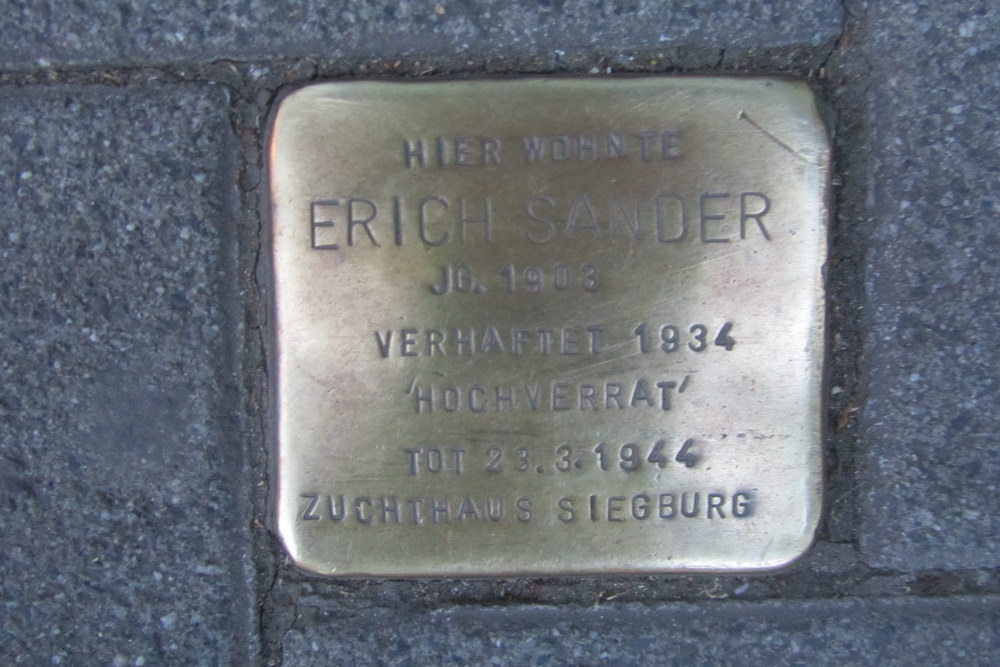 HIER WOHNTE
ERICH SANDER
JG. 1903
VERHAFTET 1934
'HOCHVERRAT'
TOT 23.3.1944
ZUCHTHAUS SIEGBURG